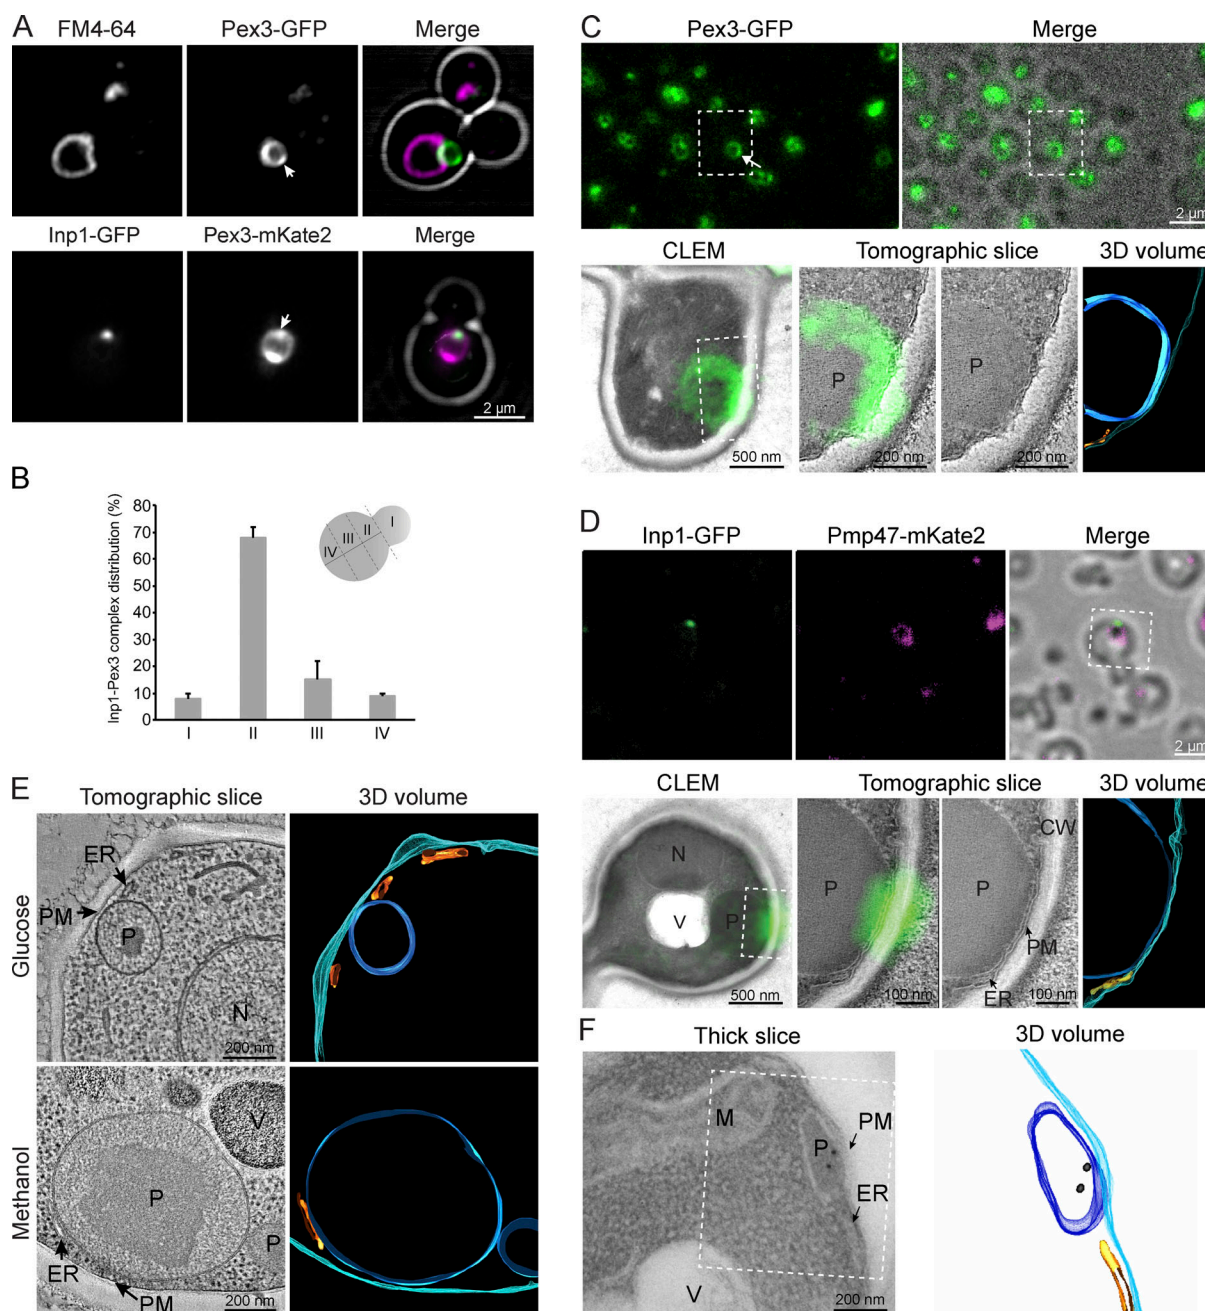 A
FM4-64 Pex3-GFP Merge
Inp1-GFP Pex3-mKate2 Merge
2 µm
B
Inp1-Pex3 complex distribution (%)
80
70
60
50
40
30
20
10
0
I II III IV
IV III II I
C
Pex3-GFP Merge
2 µm
CLEM Tomographic slice 3D volume
P P
500 nm 200 nm 200 nm
D
Inp1-GFP Pmp47-mKate2 Merge
2 µm
CLEM Tomographic slice 3D volume
N V P P P CW PM ER
500 nm 100 nm 100 nm
E
Tomographic slice 3D volume
Glucose
ER
PM
P
N
200 nm
Methanol
V
P
P
ER
PM
200 nm
F
Thick slice 3D volume
M
P
PM
ER
V
200 nm